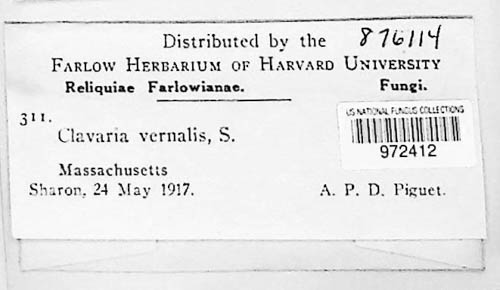 Distributed by the 876114
FARLOW HERBARIUM OF HARVARD UNIVERSITY
Reliquiae Farlowianae. Fungi.
311.
Clavaria vernalis, S.
US NATIONAL FUNGUS COLLECTIONS
972412
Massachusetts
Sharon, 24 May 1917. A. P. D. Piguet.